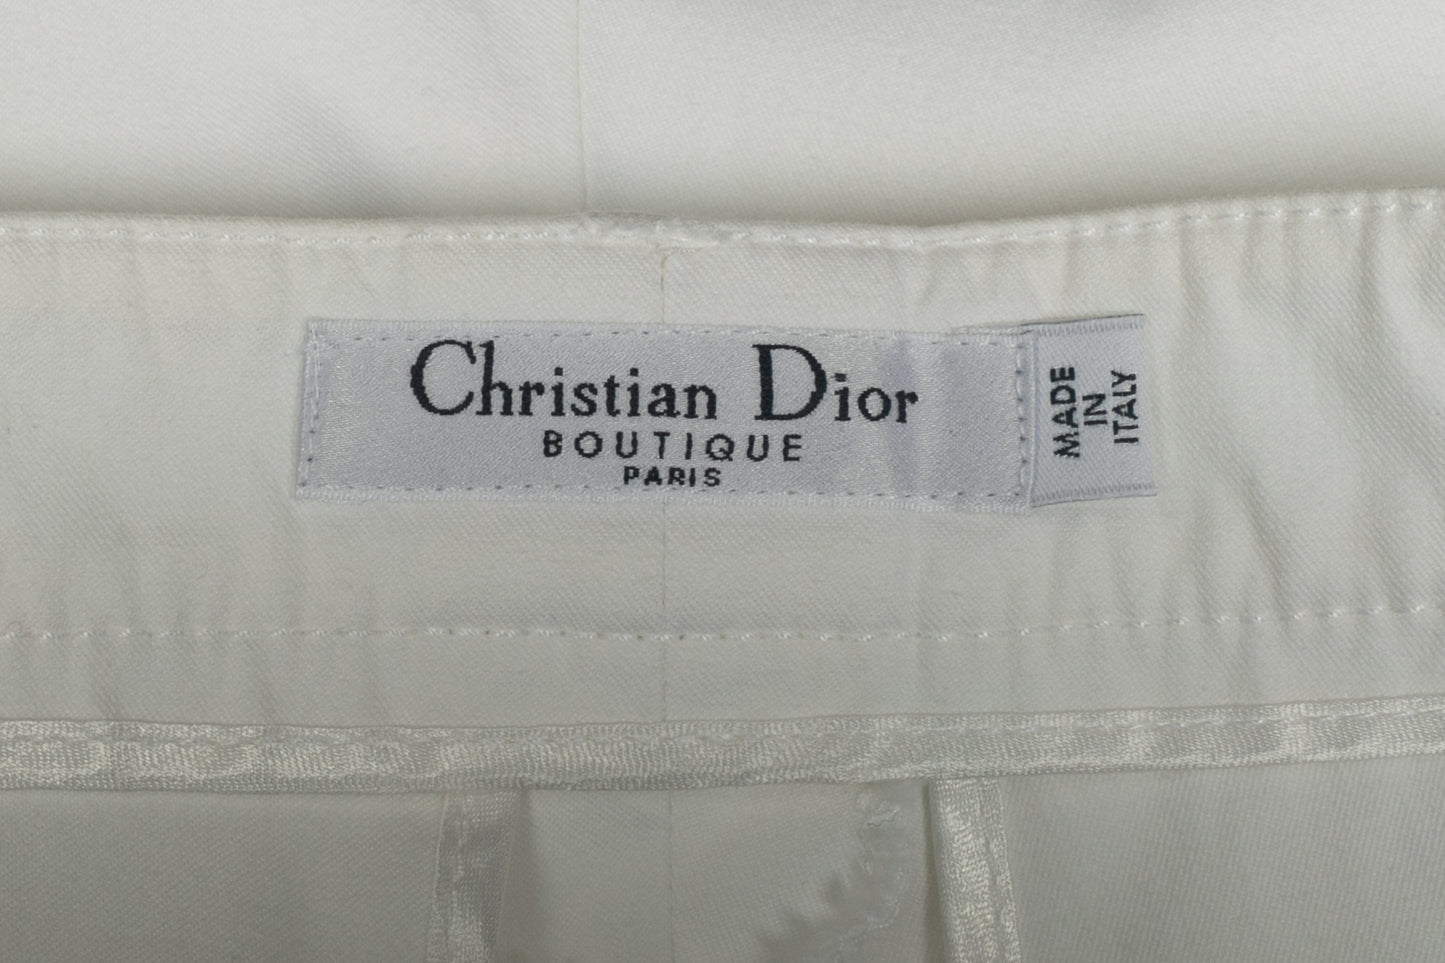 Christian Dior
BOUTIQUE
PARIS
MADE
IN
ITALY